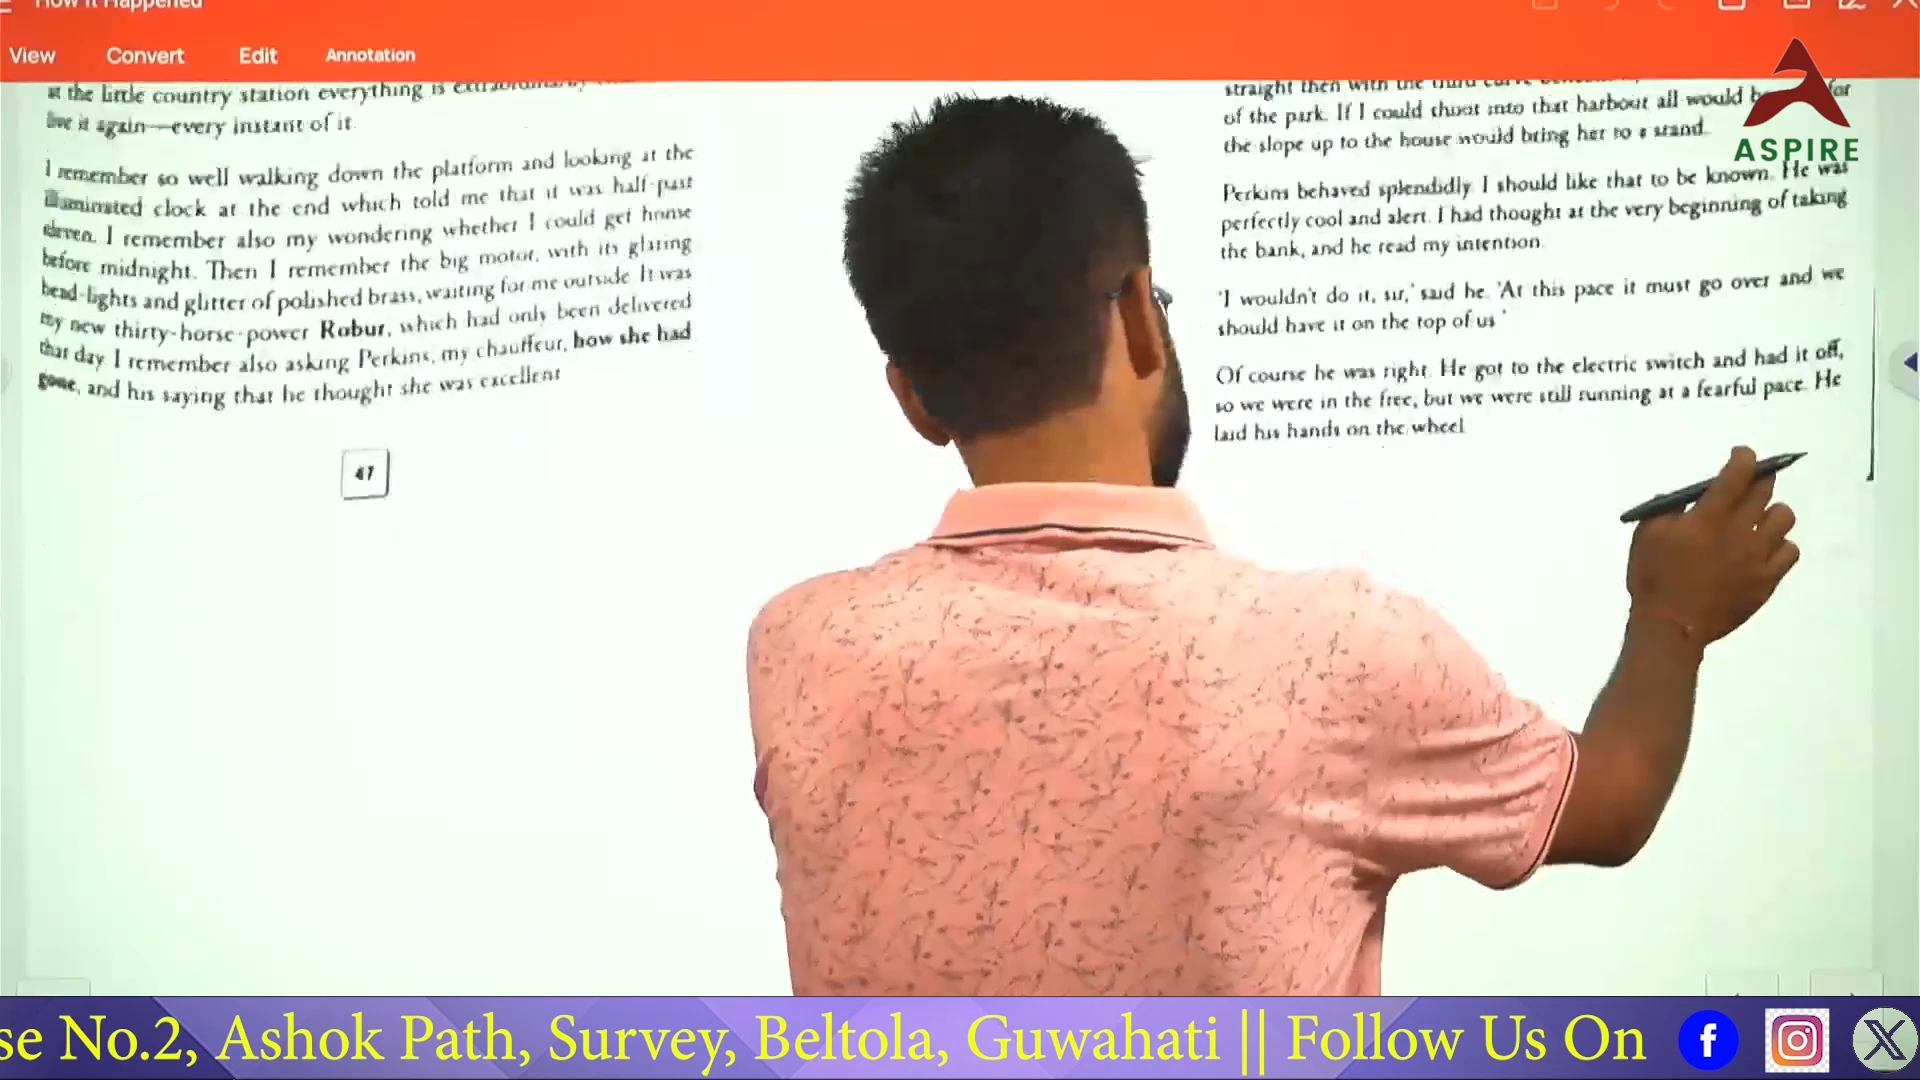 How It Happened
View Convert Edit Annotation
at the little country station everything is
live it again—every instant of it.
I remember so well walking down the platform and looking at the
illuminated clock at the end which told me that it was half-past
eleven. I remember also my wondering whether I could get home
before midnight. Then I remember the big motor, with its glaring
head-lights and glitter of polished brass, waiting for me outside. It was
my new thirty-horse-power Robur, which had only been delivered
that day. I remember also asking Perkins, my chauffeur, how she had
gone, and his saying that he thought she was excellent
47
straight then with the third curve
of the park. If I could shoot into that harbour all would for
the slope up to the house would bring her to a stand.
Perkins behaved splendidly. I should like that to be known. He was
perfectly cool and alert. I had thought at the very beginning of taking
the bank, and he read my intention.
'I wouldn't do it, sir,' said he. 'At this pace it must go over and we
should have it on the top of us.'
Of course he was right. He got to the electric switch and had it off,
so we were in the free, but we were still running at a fearful pace. He
laid his hands on the wheel.
ASPIRE
se No.2, Ashok Path, Survey, Beltola, Guwahati || Follow Us On